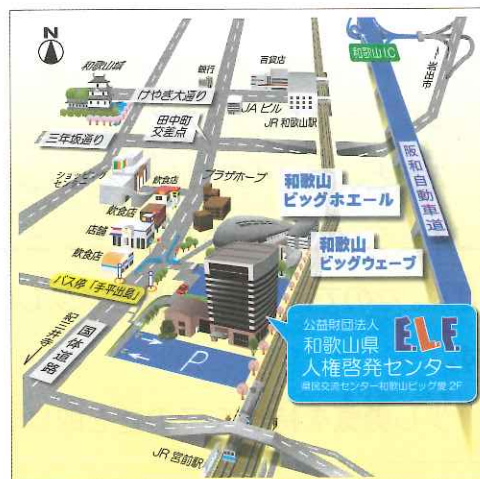 N
和歌山IC
岩出市
百貨店
銀行
和歌山城
けやき大通り
JAビル
JR 和歌山駅
田中町
交差点
三年坂通り
阪和自動車道
ショッピング
センター
飲食店
プラザホープ
和歌山
ビッグホエール
飲食店
店舗
和歌山
ビッグウェーブ
飲食店
バス停「手平出島」
紀三井寺
国体道路
公益財団法人
和歌山県
人権啓発センター
E.L.F.
県民交流センター和歌山ビッグ愛 2F
P
JR 宮前駅